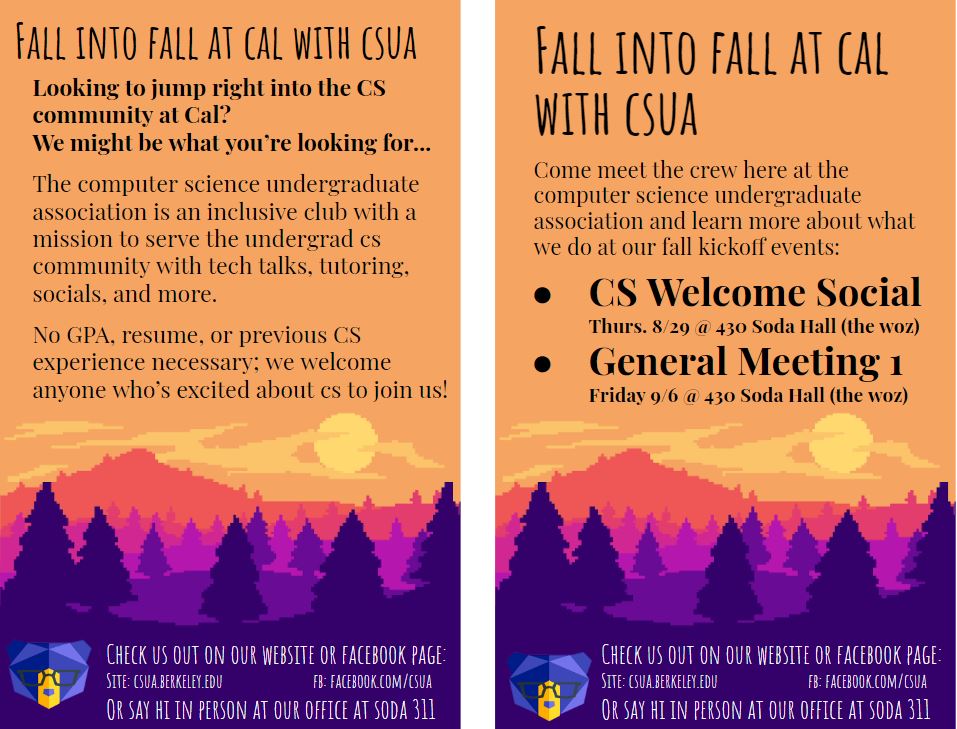 Fall into fall at cal with csua
Looking to jump right into the CS
community at Cal?
We might be what you're looking for...
The computer science undergraduate
association is an inclusive club with a
mission to serve the undergrad cs
community with tech talks, tutoring,
socials, and more.
No GPA, resume, or previous CS
experience necessary; we welcome
anyone who's excited about cs to join us!
Check us out on our website or facebook page:
Site: csua.berkeley.edu fb: facebook.com/csua
Or say hi in person at our office at soda 311
Fall into fall at cal
with csua
Come meet the crew here at the
computer science undergraduate
association and learn more about what
we do at our fall kickoff events:
● CS Welcome Social
Thurs. 8/29 @ 430 Soda Hall (the woz)
● General Meeting 1
Friday 9/6 @ 430 Soda Hall (the woz)
Check us out on our website or facebook page:
Site: csua.berkeley.edu fb: facebook.com/csua
Or say hi in person at our office at soda 311